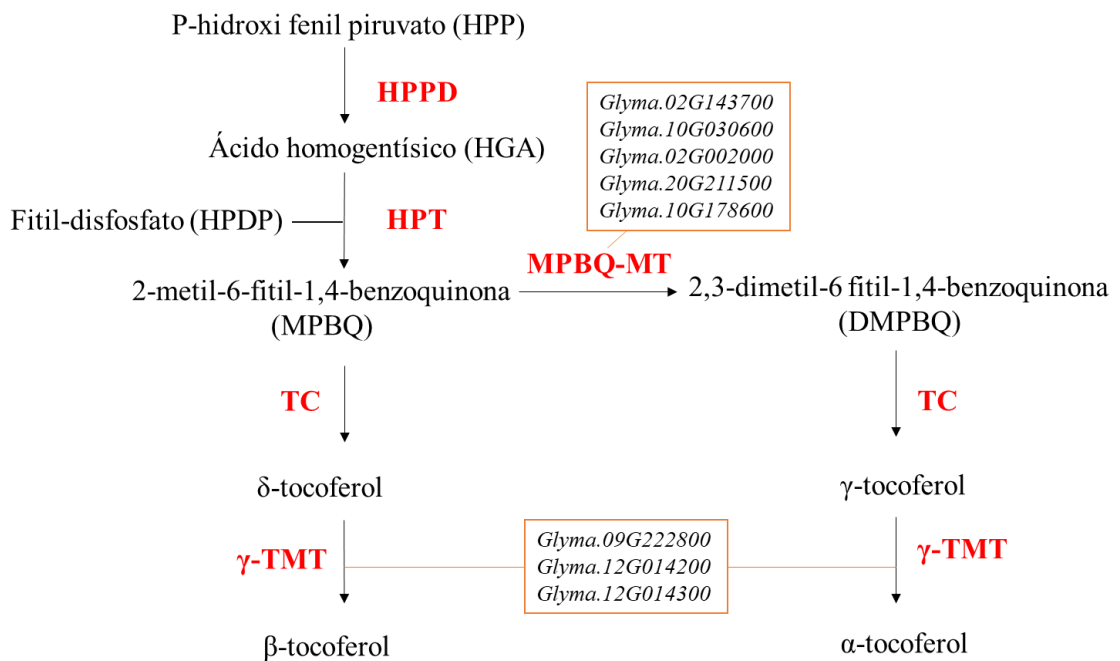 P-hidroxi fenil piruvato (HPP)
HPPD
Ácido homogentísico (HGA)
Fitil-disfosfato (HPDP)
HPT
Glyma.02G143700
Glyma.10G030600
Glyma.02G002000
Glyma.20G211500
Glyma.10G178600
MPBQ-MT
2-metil-6-fitil-1,4-benzoquinona
(MPBQ)
2,3-dimetil-6 fitil-1,4-benzoquinona
(DMPBQ)
TC
TC
δ-tocoferol
γ-tocoferol
γ-TMT
Glyma.09G222800
Glyma.12G014200
Glyma.12G014300
γ-TMT
β-tocoferol
α-tocoferol